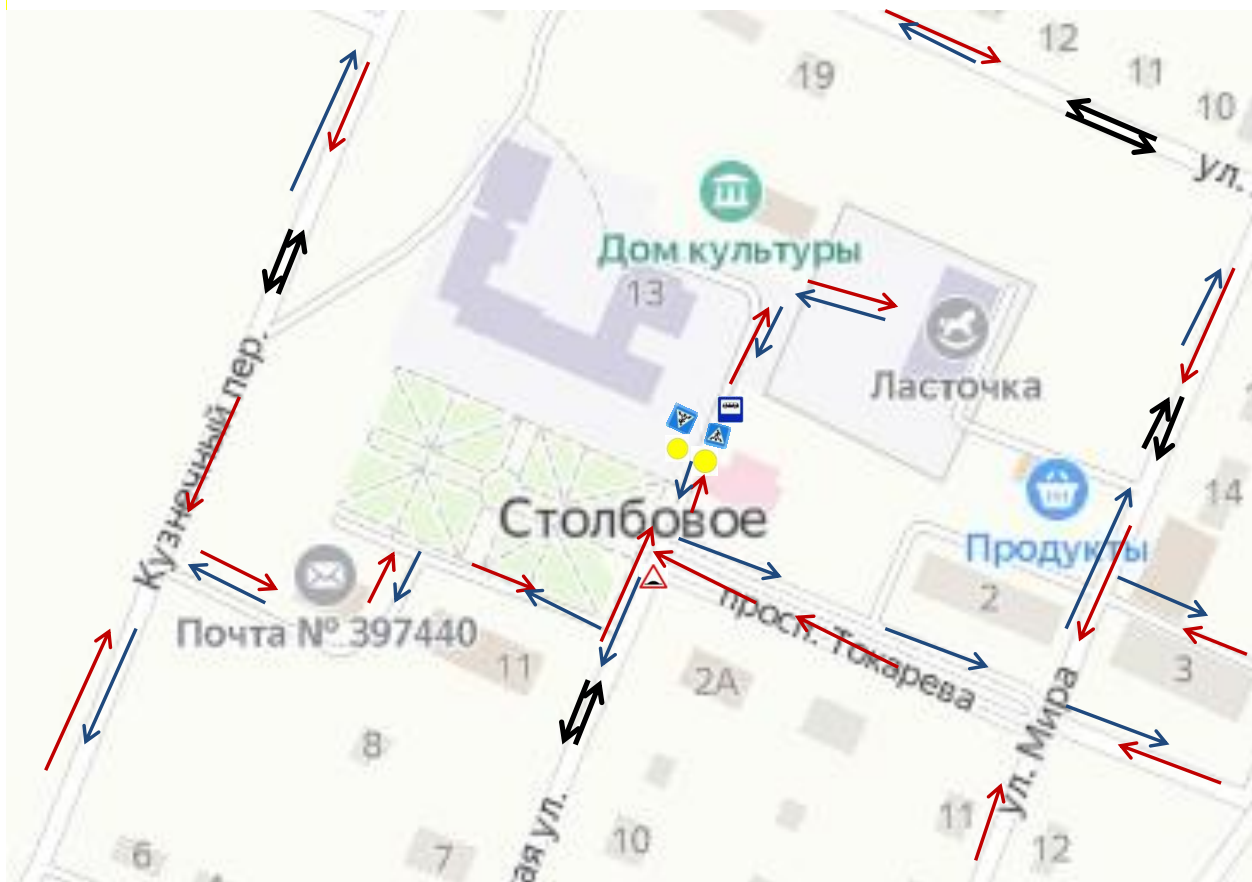 12
19
11
10
ул.
Дом культуры
13
Ласточка
Кузнечный пер.
14
Столбовое
Продукты
2
Почта № 397440
просп. Токарева
11
2А
3
8
ул. Мира
11
10
12
6
7
ая ул.